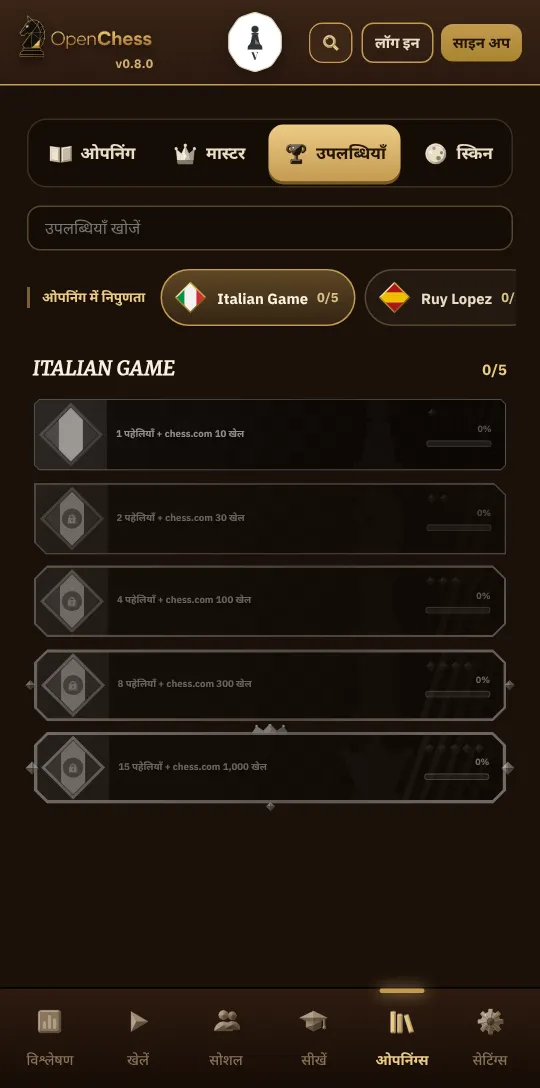 OpenChess
v0.8.0
V
लॉग इन
साइन अप
ओपनिंग
मास्टर
उपलब्धियाँ
स्किन
उपलब्धियाँ खोजें
ओपनिंग में निपुणता
Italian Game 0/5
Ruy Lopez 0/
ITALIAN GAME 0/5
1 पहेलियाँ + chess.com 10 खेल 0%
2 पहेलियाँ + chess.com 30 खेल 0%
4 पहेलियाँ + chess.com 100 खेल 0%
8 पहेलियाँ + chess.com 300 खेल 0%
15 पहेलियाँ + chess.com 1,000 खेल 0%
विश्लेषण
खेलें
सोशल
सीखें
ओपनिंग्स
सेटिंग्स